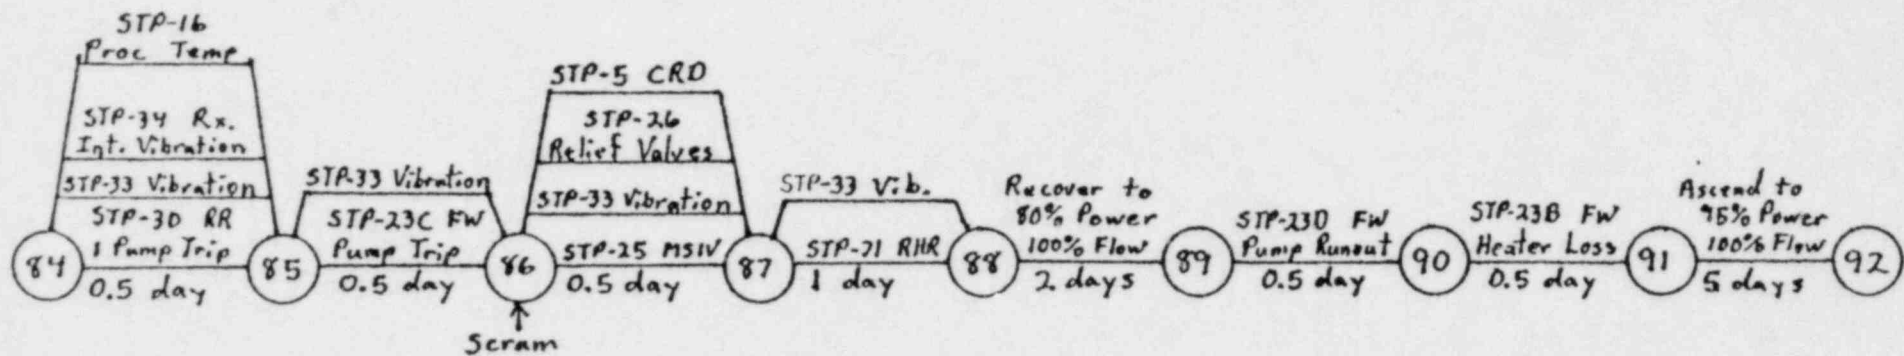 STP-16
Proc Temp
STP-34 Rx.
Int. Vibration
STP-33 Vibration
STP-30 RR
1 Pump Trip
0.5 day
84
85
STP-33 Vibration
STP-23C FW
Pump Trip
0.5 day
86
Scram
STP-5 CRD
STP-26
Relief Valves
STP-33 Vibration
STP-25 MSIV
0.5 day
87
STP-33 Vib.
STP-71 RHR
1 day
88
Recover to
80% Power
100% Flow
2 days
89
STP-23D FW
Pump Runout
0.5 day
90
STP-23B FW
Heater Loss
0.5 day
91
Ascend to
95% Power
100% Flow
5 days
92